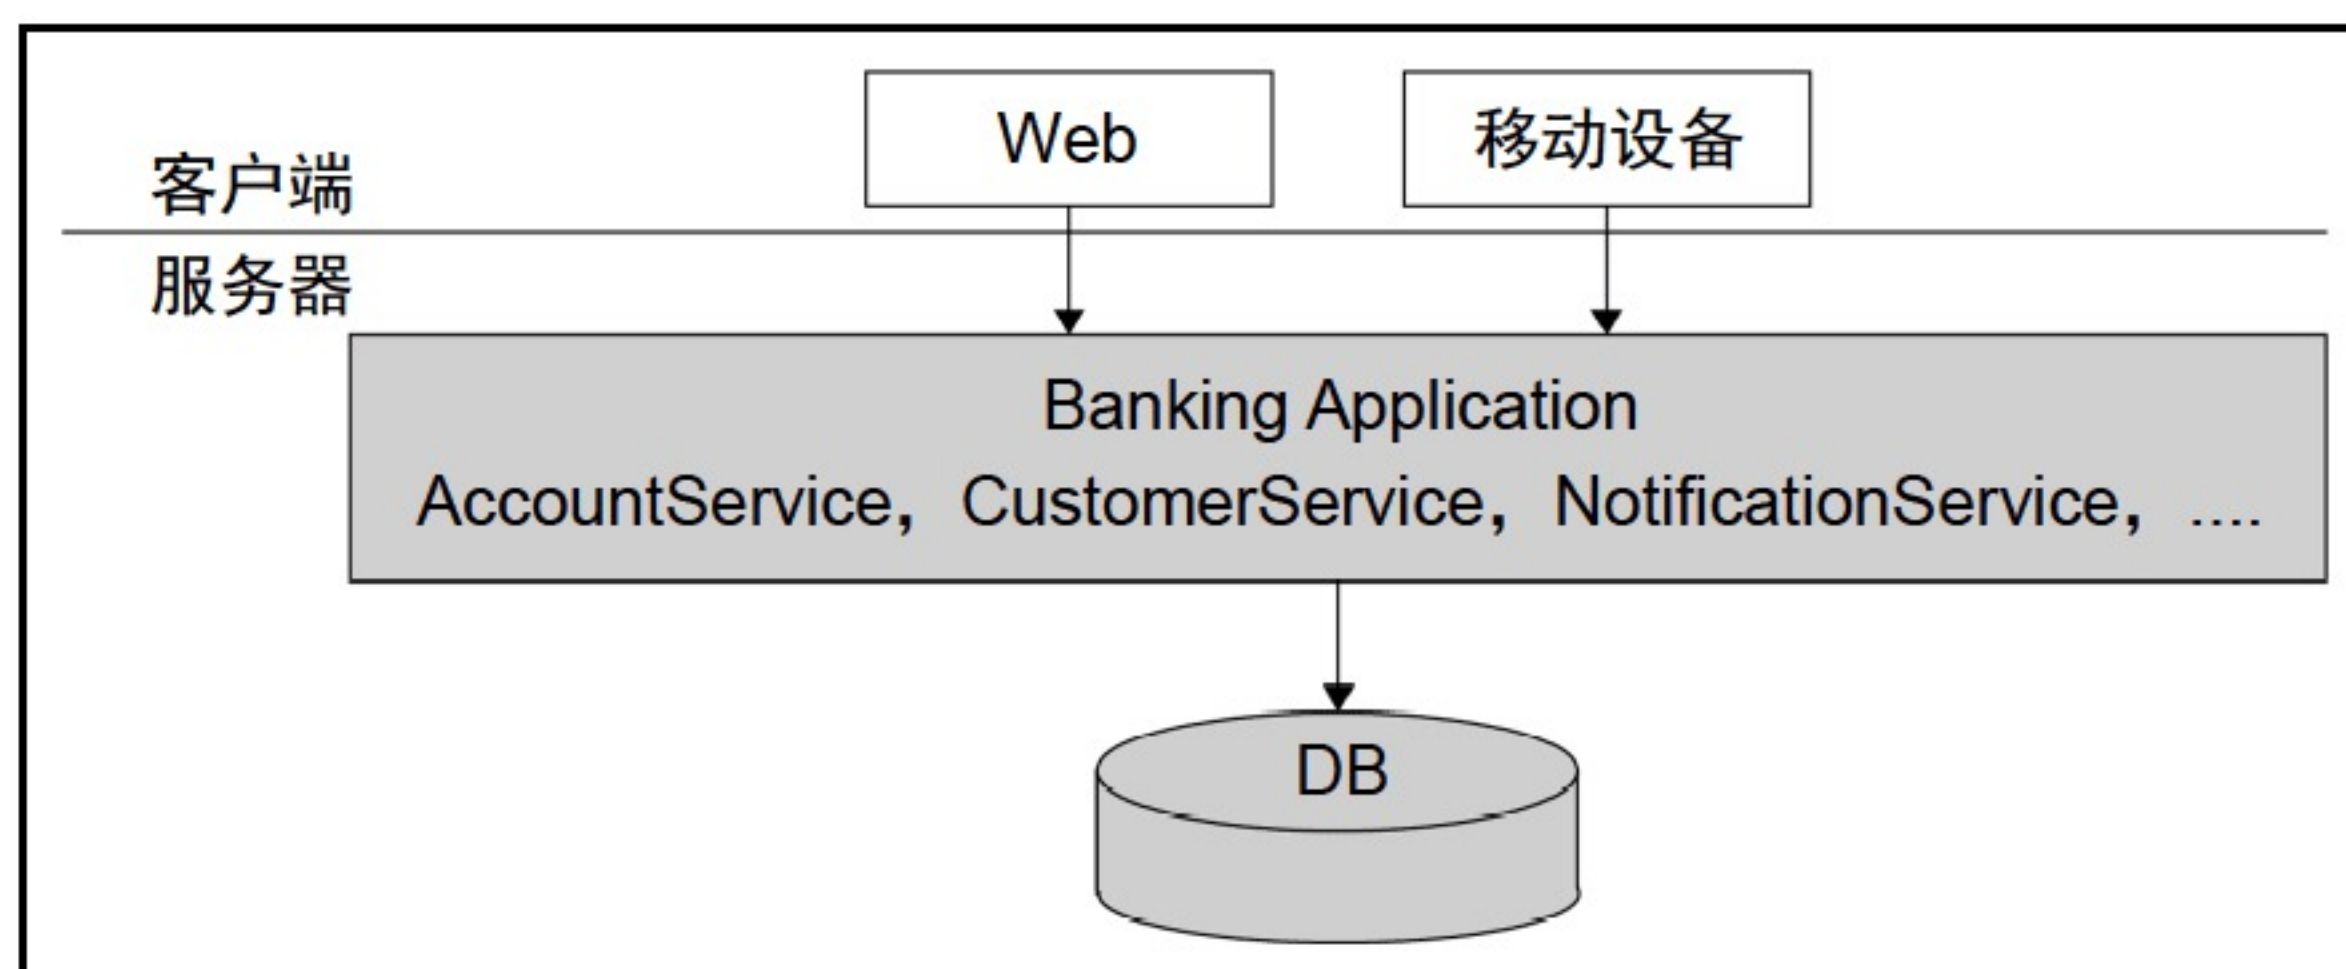 Web
移动设备
客户端
服务器
Banking Application
AccountService，CustomerService，NotificationService，....
DB